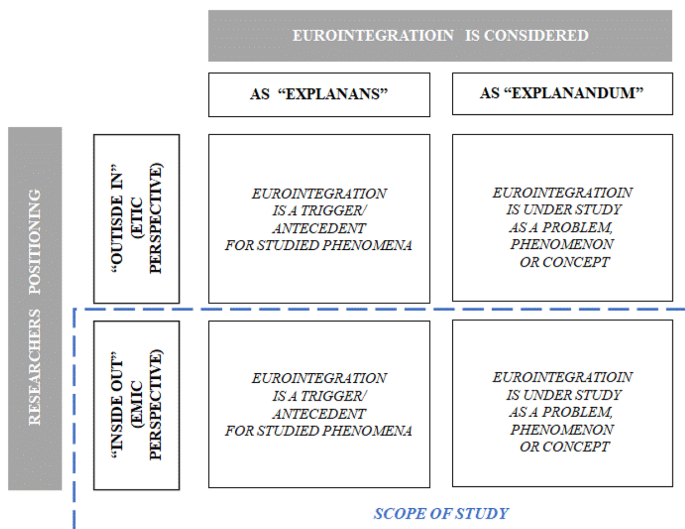 EUROINTEGRATIOIN IS CONSIDERED
AS “EXPLANANS”
AS “EXPLANANDUM”
RESEARCHERS POSITIONING
“OUTISDE IN”
(ETIC
PERSPECTIVE)
EUROINTEGRATION
IS A TRIGGER/
ANTECEDENT
FOR STUDIED PHENOMENA
EUROINTEGRATIOIN
IS UNDER STUDY
AS A PROBLEM,
PHENOMENON
OR CONCEPT
“INSIDE OUT”
(EMIC
PERSPECTIVE)
EUROINTEGRATION
IS A TRIGGER/
ANTECEDENT
FOR STUDIED PHENOMENA
EUROINTEGRATIOIN
IS UNDER STUDY
AS A PROBLEM,
PHENOMENON
OR CONCEPT
SCOPE OF STUDY